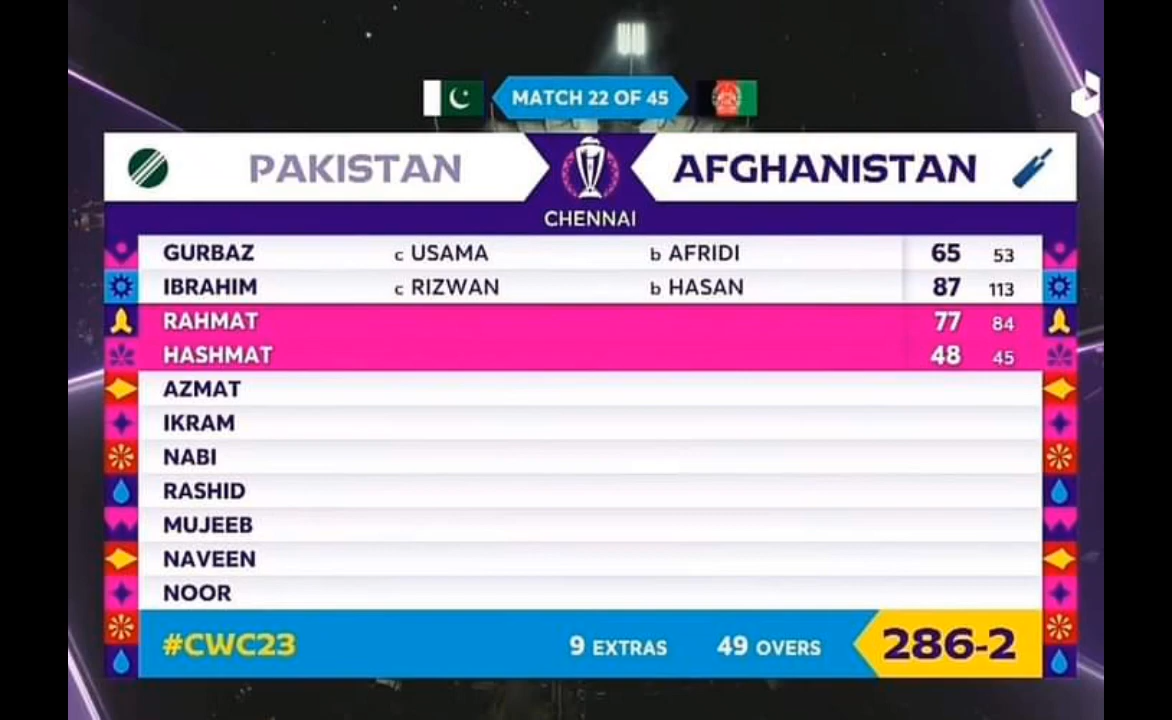 MATCH 22 OF 45
PAKISTAN AFGHANISTAN
CHENNAI
GURBAZ c USAMA b AFRIDI 65 53
IBRAHIM c RIZWAN b HASAN 87 113
RAHMAT 77 84
HASHMAT 48 45
AZMAT
IKRAM
NABI
RASHID
MUJEEB
NAVEEN
NOOR
#CWC23 9 EXTRAS 49 OVERS 286-2